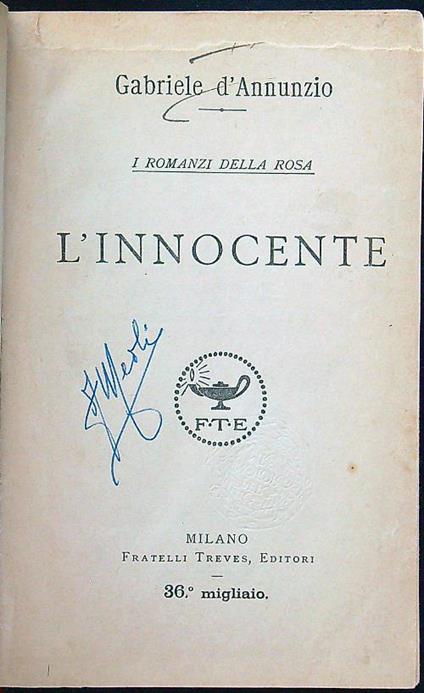 Gabriele d'Annunzio
I ROMANZI DELLA ROSA
L'INNOCENTE
F·T·E
MILANO
FRATELLI TREVES, EDITORI
36.º migliaio.